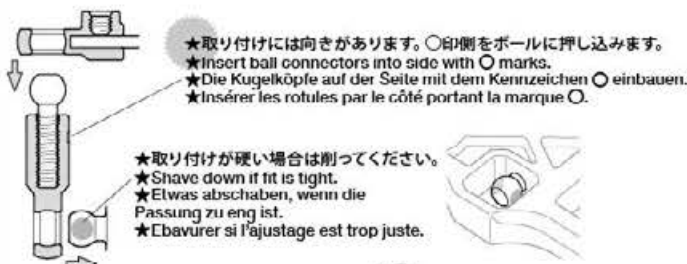 ★取り付けには向きがあります。○印側をボールに押し込みます。
★Insert ball connectors into side with ○ marks.
★Die Kugelköpfe auf der Seite mit dem Kennzeichen ○ einbauen.
★Insérer les rotules par le côté portant la marque ○.
★取り付けが硬い場合は削ってください。
★Shave down if fit is tight.
★Etwas abschaben, wenn die
Passung zu eng ist.
★Ebavurer si l'ajustage est trop juste.